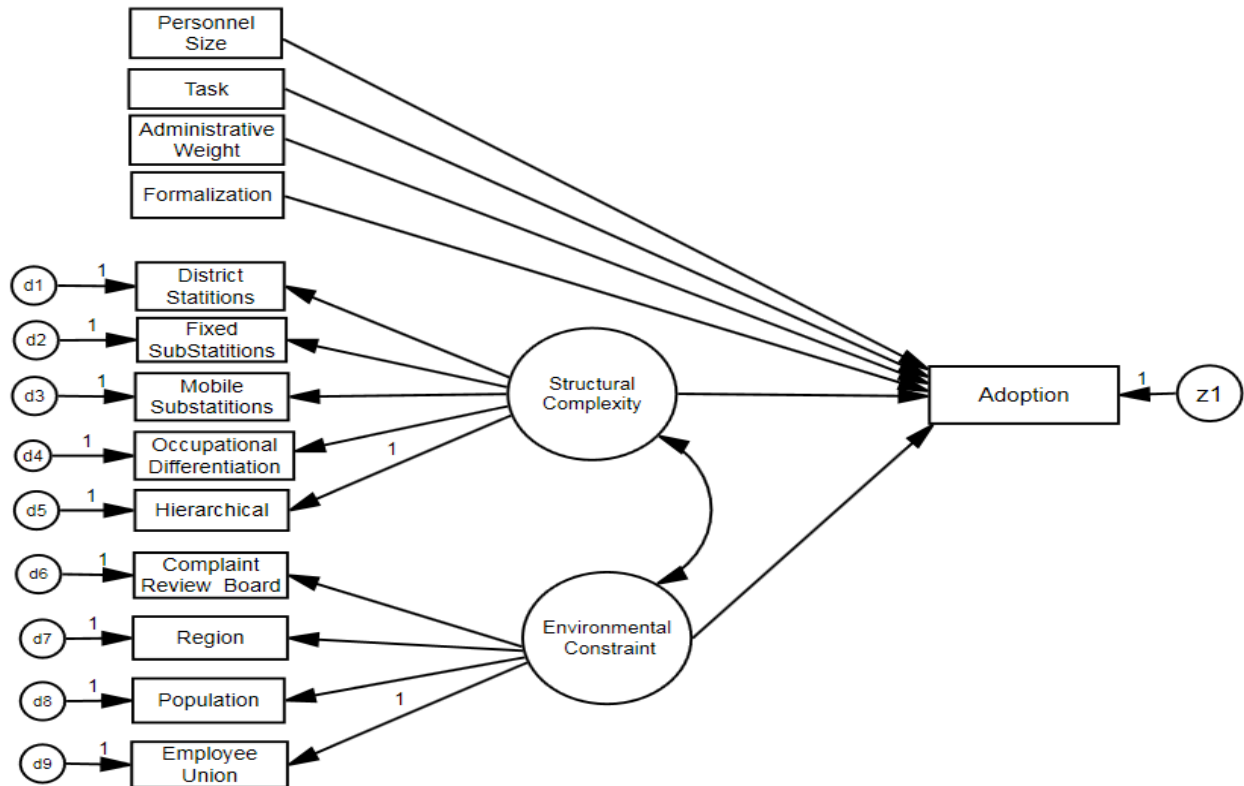 Personnel
Size
Task
Administrative
Weight
Formalization
d1
1
District
Statitions
d2
1
Fixed
SubStatitions
d3
1
Mobile
Substatitions
d4
1
Occupational
Differentiation
d5
1
Hierarchical
1
Structural
Complexity
Adoption
1
z1
d6
1
Complaint
Review Board
d7
1
Region
d8
1
Population
d9
1
Employee
Union
1
Environmental
Constraint